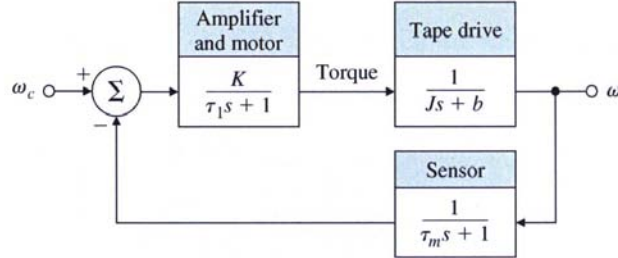 Amplifier
and motor
Tape drive
ω_c
+
Σ
−
K
τ₁s + 1
Torque
1
Js + b
ω
Sensor
1
τ_m s + 1